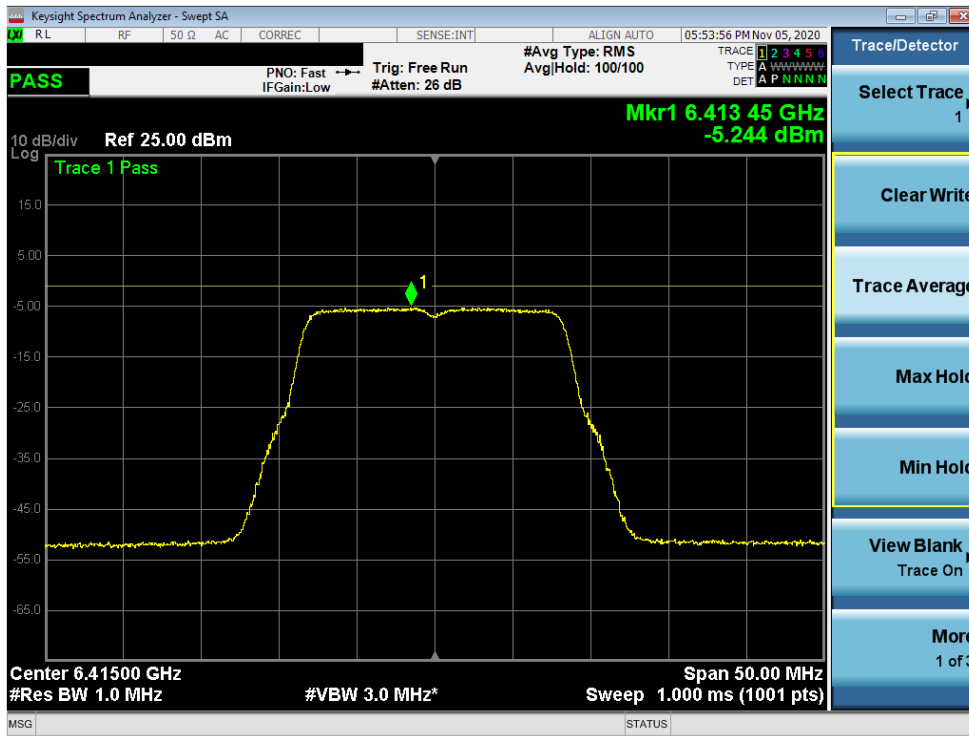 Keysight Spectrum Analyzer - Swept SA
LXI RL RF 50 Ω AC CORREC SENSE:INT ALIGN AUTO 05:53:56 PM Nov 05, 2020
PASS
PNO: Fast
IFGain:Low
Trig: Free Run
#Atten: 26 dB
#Avg Type: RMS
Avg|Hold: 100/100
TRACE 1 2 3 4 5 6
TYPE A WWWWW
DET A P N N N N
Mkr1 6.413 45 GHz
-5.244 dBm
10 dB/div Ref 25.00 dBm
Log
Trace 1 Pass
15.0
5.00
1
-5.00
-15.0
-25.0
-35.0
-45.0
-55.0
-65.0
Center 6.41500 GHz Span 50.00 MHz
#Res BW 1.0 MHz #VBW 3.0 MHz* Sweep 1.000 ms (1001 pts)
MSG STATUS
Trace/Detector
Select Trace
1
Clear Write
Trace Average
Max Hold
Min Hold
View Blank
Trace On
More
1 of 3